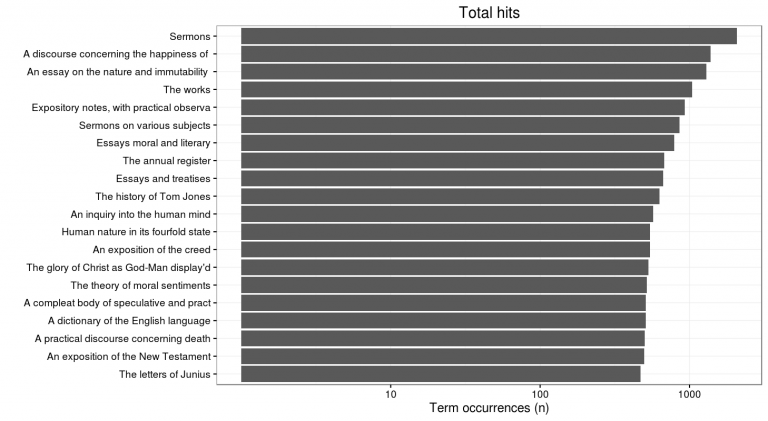 Total hits
Sermons
A discourse concerning the happiness of
An essay on the nature and immutability
The works
Expository notes, with practical observa
Sermons on various subjects
Essays moral and literary
The annual register
Essays and treatises
The history of Tom Jones
An inquiry into the human mind
Human nature in its fourfold state
An exposition of the creed
The glory of Christ as God-Man display'd
The theory of moral sentiments
A compleat body of speculative and pract
A dictionary of the English language
A practical discourse concerning death
An exposition of the New Testament
The letters of Junius
10 100 1000
Term occurrences (n)